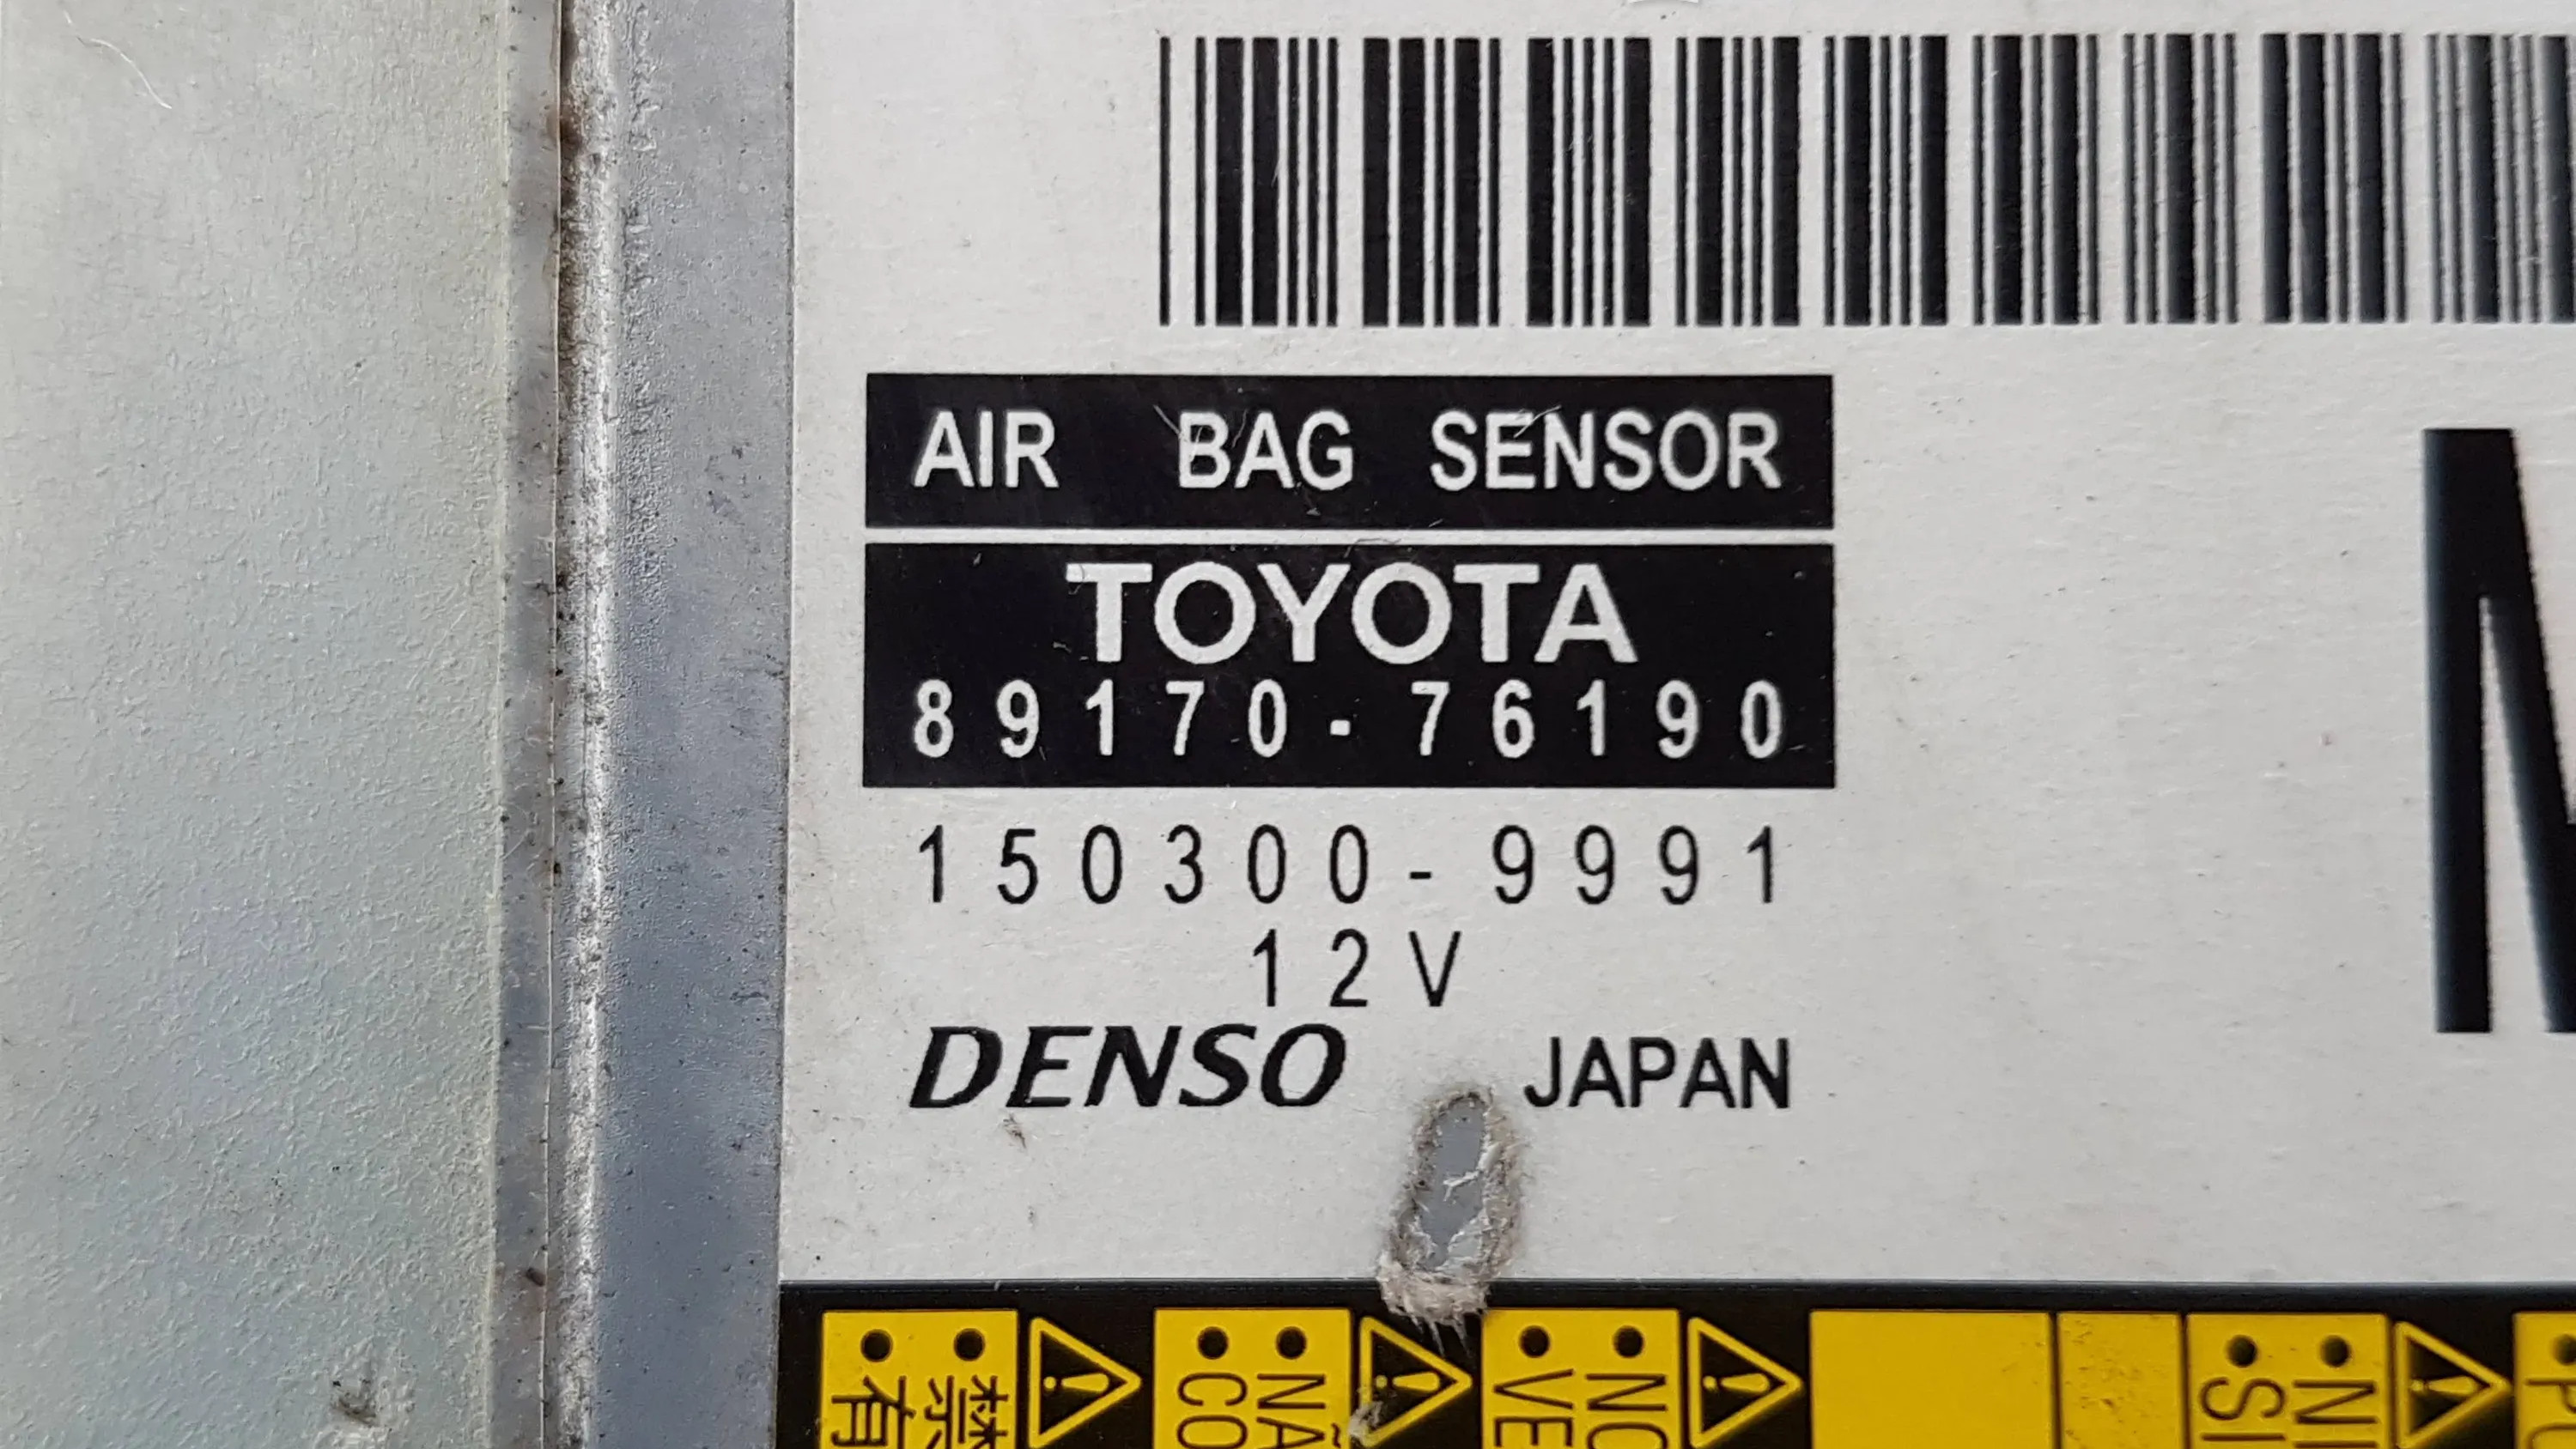 AIR BAG SENSOR
TOYOTA
89170-76190
150300-9991
12V
DENSO JAPAN